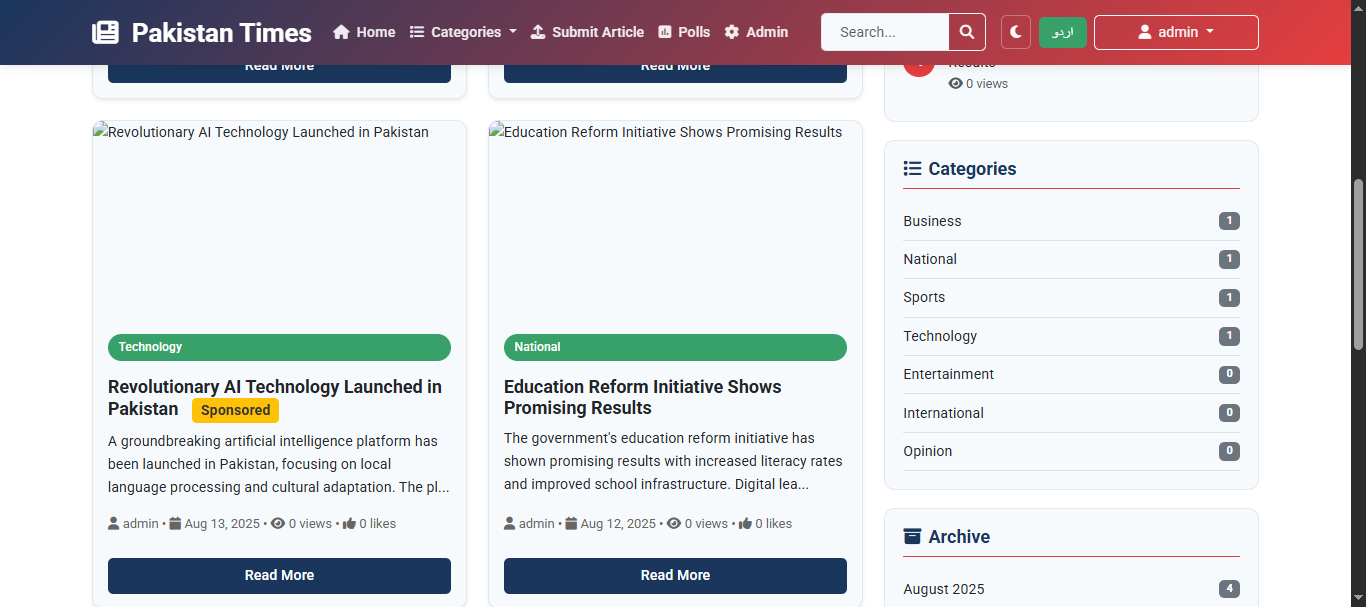 Pakistan Times
Home
Categories
Submit Article
Polls
Admin
Search...
اردو
admin
Read More
Read More
Results
0 views
Revolutionary AI Technology Launched in Pakistan
Technology
Revolutionary AI Technology Launched in
Pakistan Sponsored
A groundbreaking artificial intelligence platform has
been launched in Pakistan, focusing on local
language processing and cultural adaptation. The pl...
admin • Aug 13, 2025 • 0 views • 0 likes
Read More
Education Reform Initiative Shows Promising Results
National
Education Reform Initiative Shows
Promising Results
The government's education reform initiative has
shown promising results with increased literacy rates
and improved school infrastructure. Digital lea...
admin • Aug 12, 2025 • 0 views • 0 likes
Read More
Categories
Business 1
National 1
Sports 1
Technology 1
Entertainment 0
International 0
Opinion 0
Archive
August 2025 4